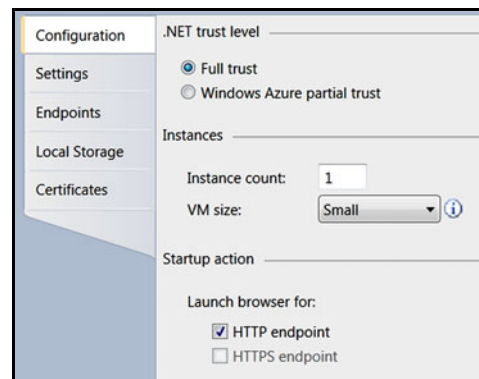 Configuration
Settings
Endpoints
Local Storage
Certificates
.NET trust level
Full trust
Windows Azure partial trust
Instances
Instance count: 1
VM size: Small
Startup action
Launch browser for:
HTTP endpoint
HTTPS endpoint